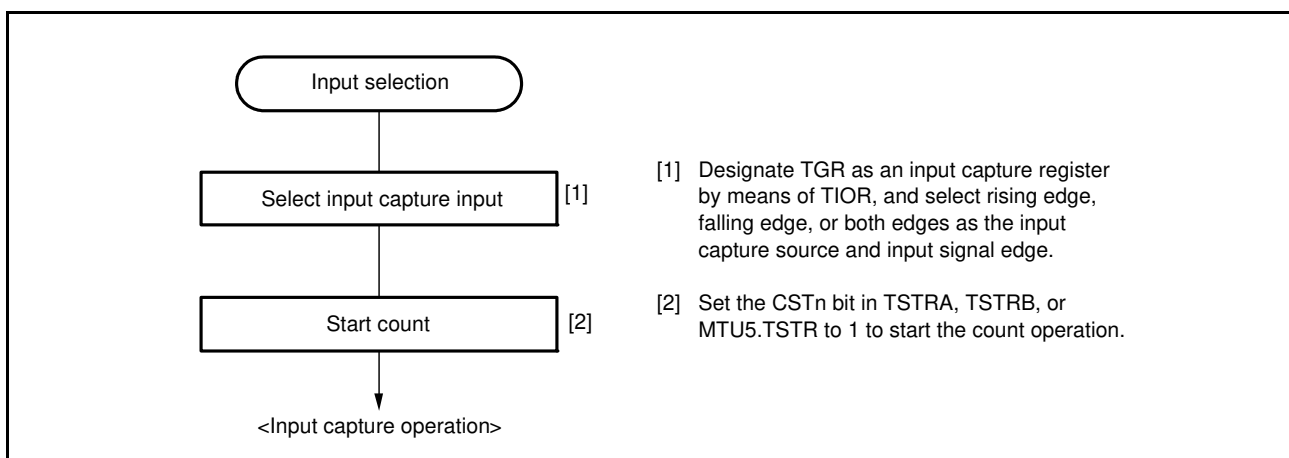 Input selection
Select input capture input [1]
Start count [2]
<Input capture operation>
[1] Designate TGR as an input capture register
by means of TIOR, and select rising edge,
falling edge, or both edges as the input
capture source and input signal edge.
[2] Set the CSTn bit in TSTRA, TSTRB, or
MTU5.TSTR to 1 to start the count operation.